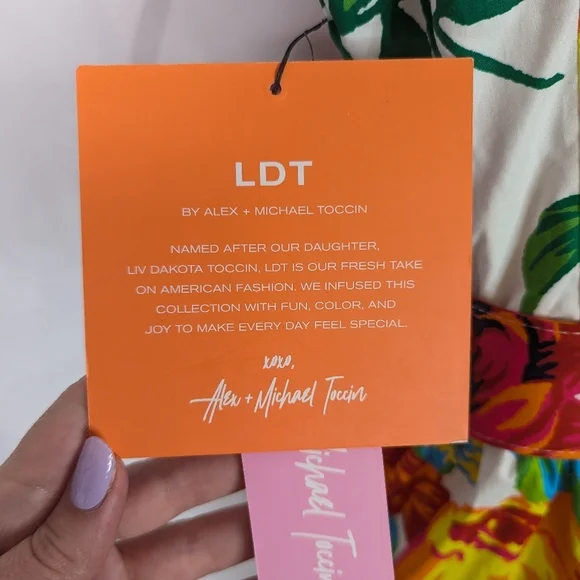 LDT
BY ALEX + MICHAEL TOCCIN
NAMED AFTER OUR DAUGHTER,
LIV DAKOTA TOCCIN, LDT IS OUR FRESH TAKE
ON AMERICAN FASHION. WE INFUSED THIS
COLLECTION WITH FUN, COLOR, AND
JOY TO MAKE EVERY DAY FEEL SPECIAL.
xoxo,
Alex + Michael Toccin
ichael Toccin